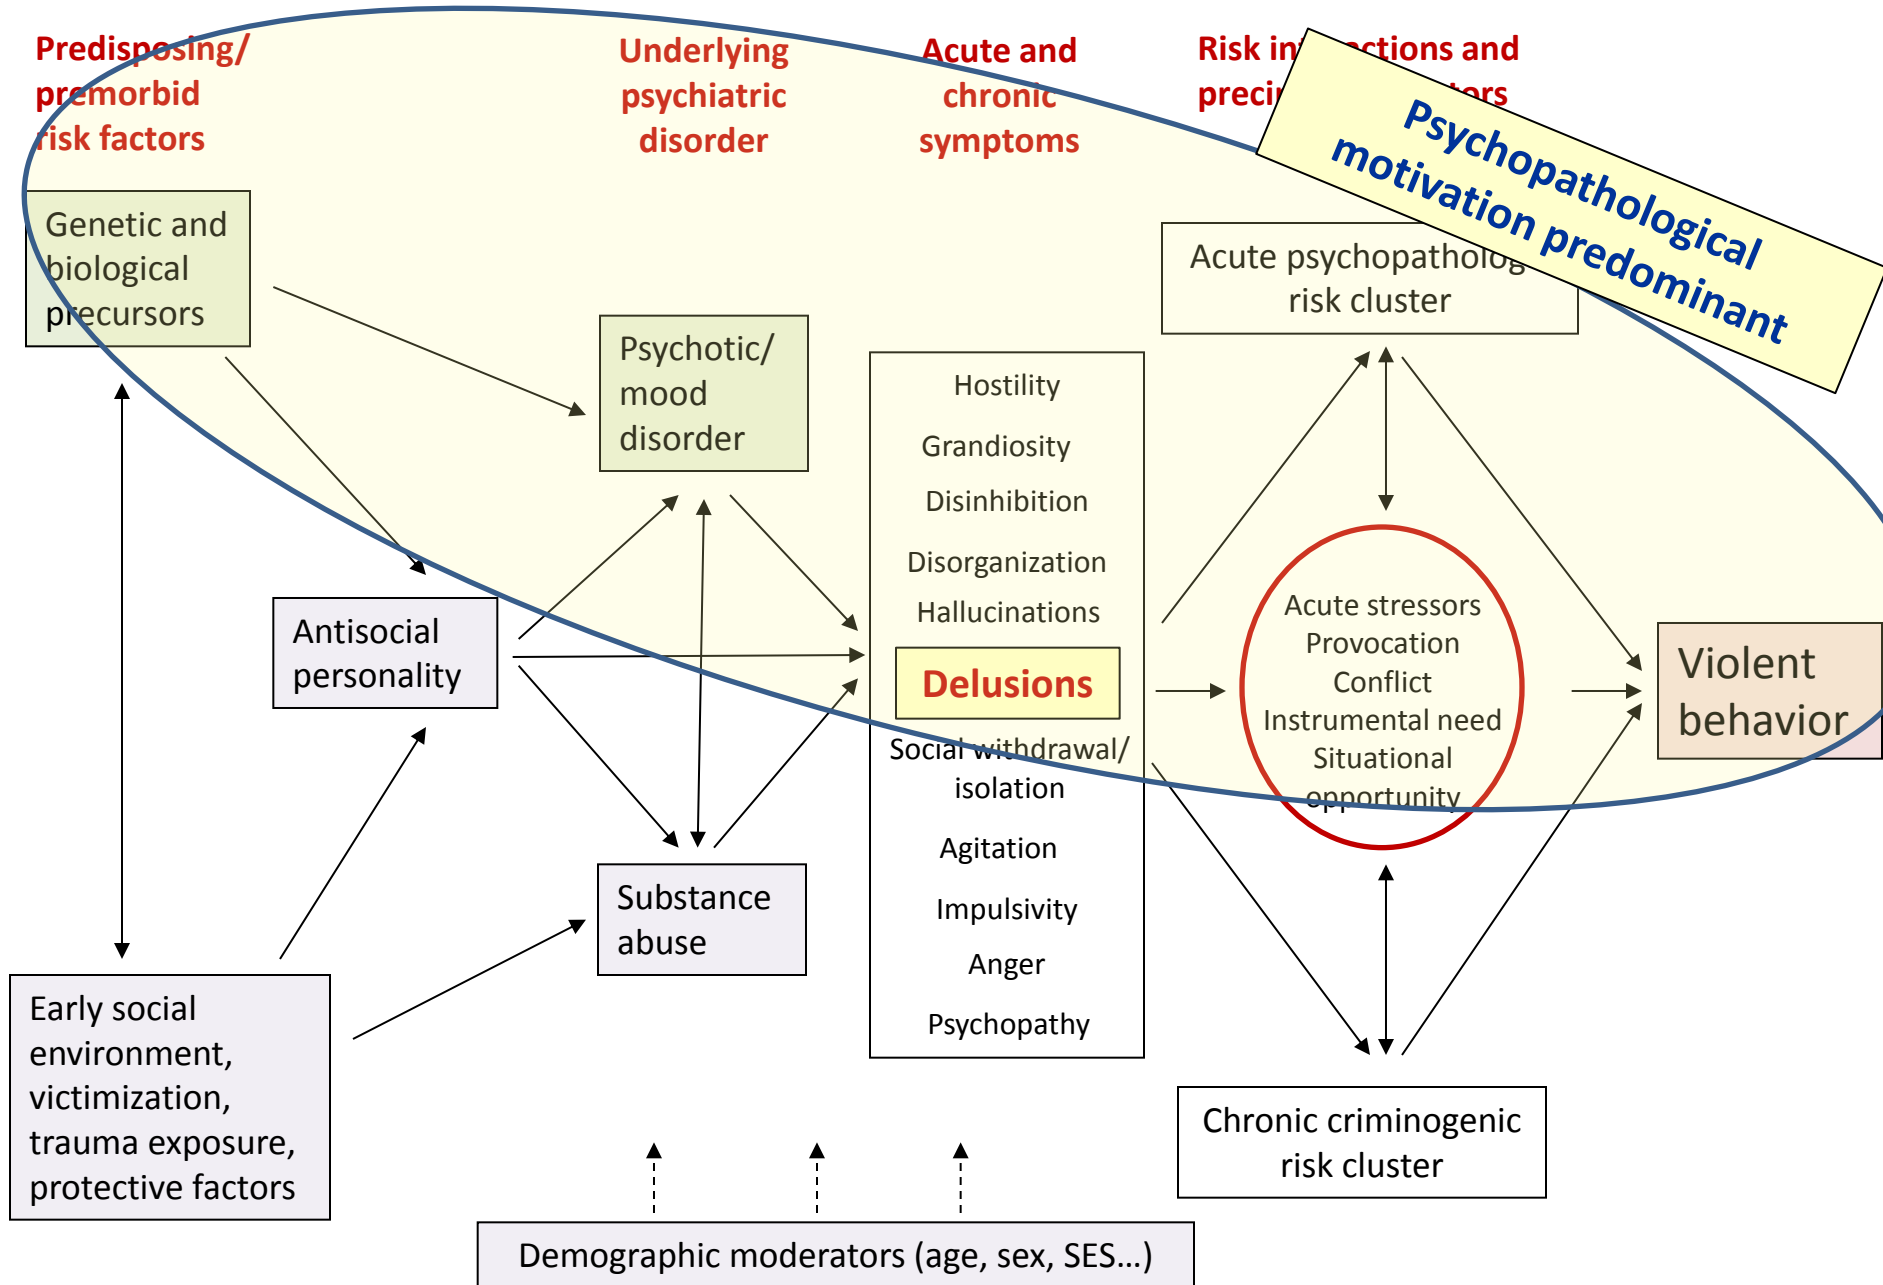 Predisposing/
premorbid
risk factors
Underlying
psychiatric
disorder
Acute and
chronic
symptoms
Risk and
Psychopathological
motivation predominant
Genetic and
biological
precursors
Psychotic/
mood
disorder
Antisocial
personality
Substance
abuse
Early social
environment,
victimization,
trauma exposure,
protective factors
Hostility
Grandiosity
Disinhibition
Disorganization
Hallucinations
Delusions
Social withdrawal/
isolation
Agitation
Impulsivity
Anger
Psychopathy
Acute
risk cluster
Acute stressors
Provocation
Conflict
Instrumental need
Situational
opportunity
Violent
behavior
Chronic criminogenic
risk cluster
Demographic moderators (age, sex, SES…)